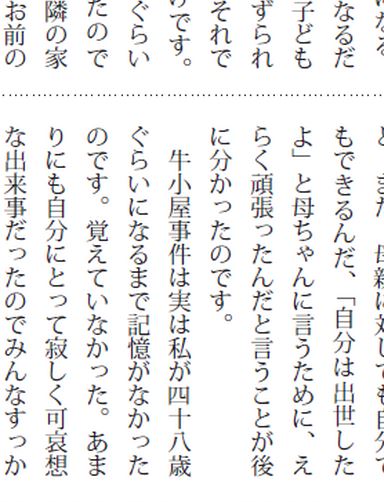 なるだ
子ども
ずられ
それで
です。
ぐらい
たので
隣の家
お前の
母親に対しても自分で
もできるんだ、「自分は出世した
よ」と母ちゃんに言うために、え
らく頑張ったんだと言うことが後
に分かったのです。
牛小屋事件は実は私が四十八歳
ぐらいになるまで記憶がなかった
のです。覚えていなかった。あま
りにも自分にとって寂しく可哀想
な出来事だったのでみんなすっか